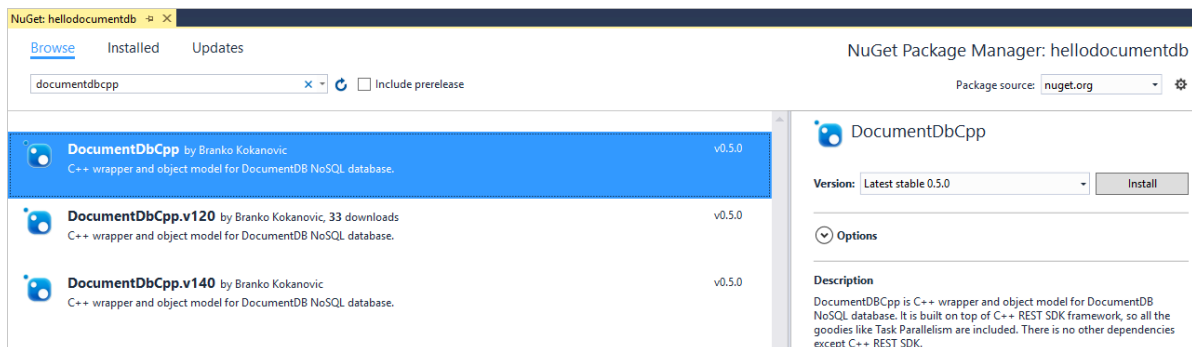 NuGet: hellodocumentdb
Browse Installed Updates
NuGet Package Manager: hellodocumentdb
documentdbcpp
Include prerelease
Package source: nuget.org
DocumentDbCpp by Branko Kokanovic
v0.5.0
C++ wrapper and object model for DocumentDB NoSQL database.
DocumentDbCpp.v120 by Branko Kokanovic, 33 downloads
v0.5.0
C++ wrapper and object model for DocumentDB NoSQL database.
DocumentDbCpp.v140 by Branko Kokanovic
v0.5.0
C++ wrapper and object model for DocumentDB NoSQL database.
DocumentDbCpp
Version: Latest stable 0.5.0
Install
Options
Description
DocumentDBCpp is C++ wrapper and object model for DocumentDB
NoSQL database. It is built on top of C++ REST SDK framework, so all the
goodies like Task Parallelism are included. There is no other dependencies
except C++ REST SDK.